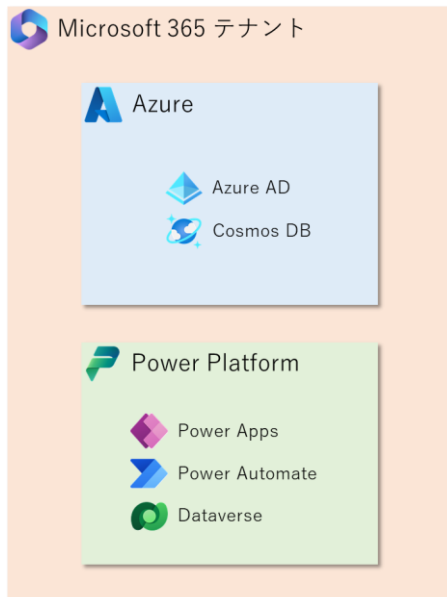 Microsoft 365 テナント
Azure
Azure AD
Cosmos DB
Power Platform
Power Apps
Power Automate
Dataverse